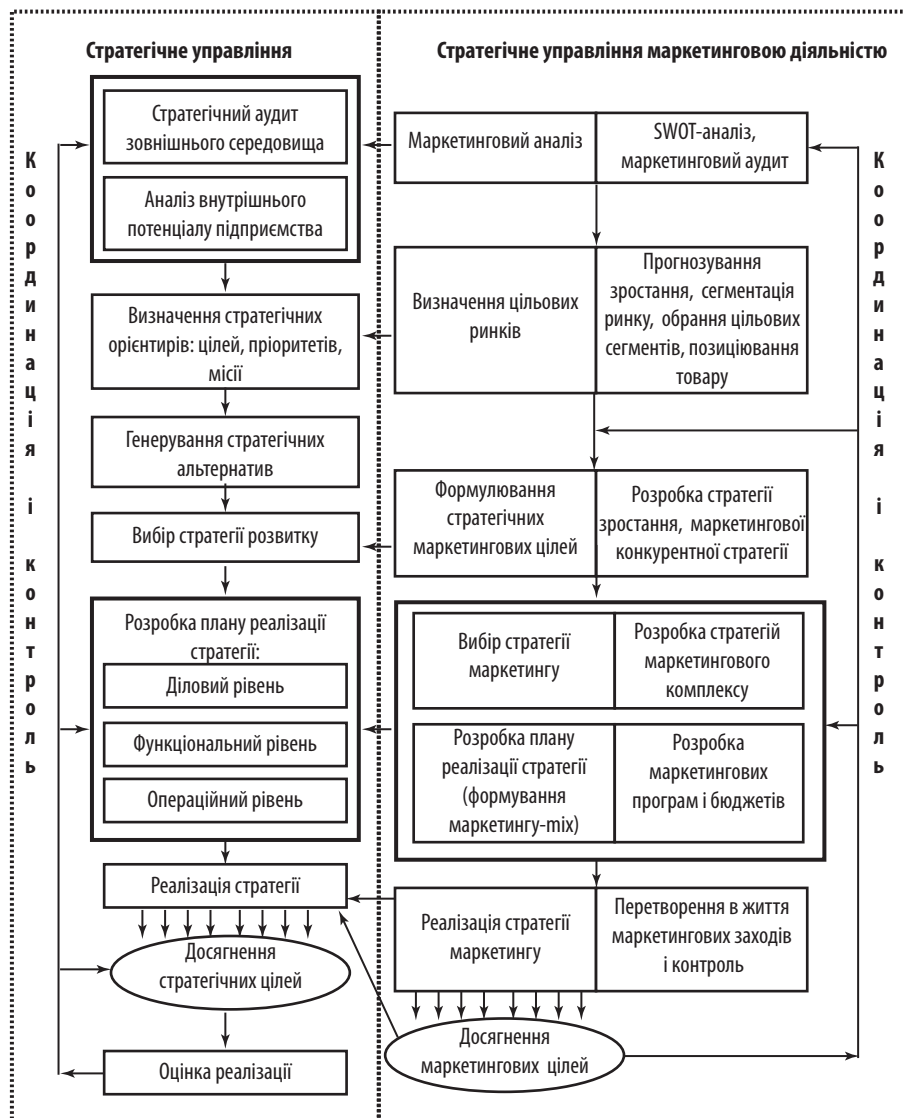 Стратегічне управління
Стратегічний аудит
зовнішнього середовища
Аналіз внутрішнього
потенціалу підприємства
Визначення стратегічних
орієнтирів: цілей, пріоритетів,
місії
Генерування стратегічних
альтернатив
Вибір стратегії розвитку
Розробка плану реалізації
стратегії:
Діловий рівень
Функціональний рівень
Операційний рівень
Реалізація стратегії
Досягнення
стратегічних цілей
Оцінка реалізації
Координація і контроль
Стратегічне управління маркетинговою діяльністю
Маркетинговий аналіз
SWOT-аналіз,
маркетинговий аудит
Визначення цільових
ринків
Прогнозування
зростання, сегментація
ринку, обрання цільових
сегментів, позиціювання
товару
Формулювання
стратегічних
маркетингових цілей
Розробка стратегії
зростання, маркетингової
конкурентної стратегії
Вибір стратегії
маркетингу
Розробка стратегій
маркетингового
комплексу
Розробка плану
реалізації стратегії
(формування
маркетингу-mix)
Розробка
маркетингових
програм і бюджетів
Реалізація стратегії
маркетингу
Перетворення в життя
маркетингових заходів
і контроль
Досягнення
маркетингових цілей
Координація і контроль